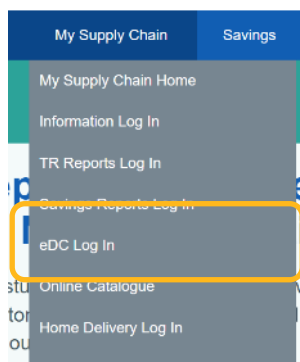 My Supply Chain Savings
My Supply Chain Home
Information Log In
TR Reports Log In
Savings Reports Log In
eDC Log In
Online Catalogue
Home Delivery Log In